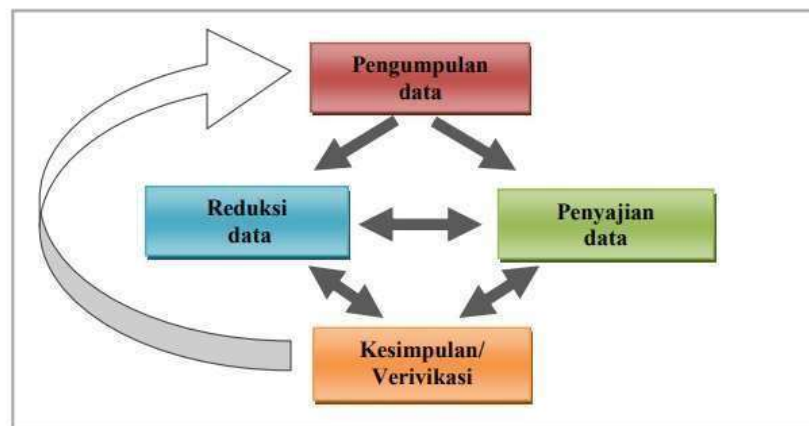 Pengumpulan
data
Reduksi
data
Penyajian
data
Kesimpulan/
Verivikasi